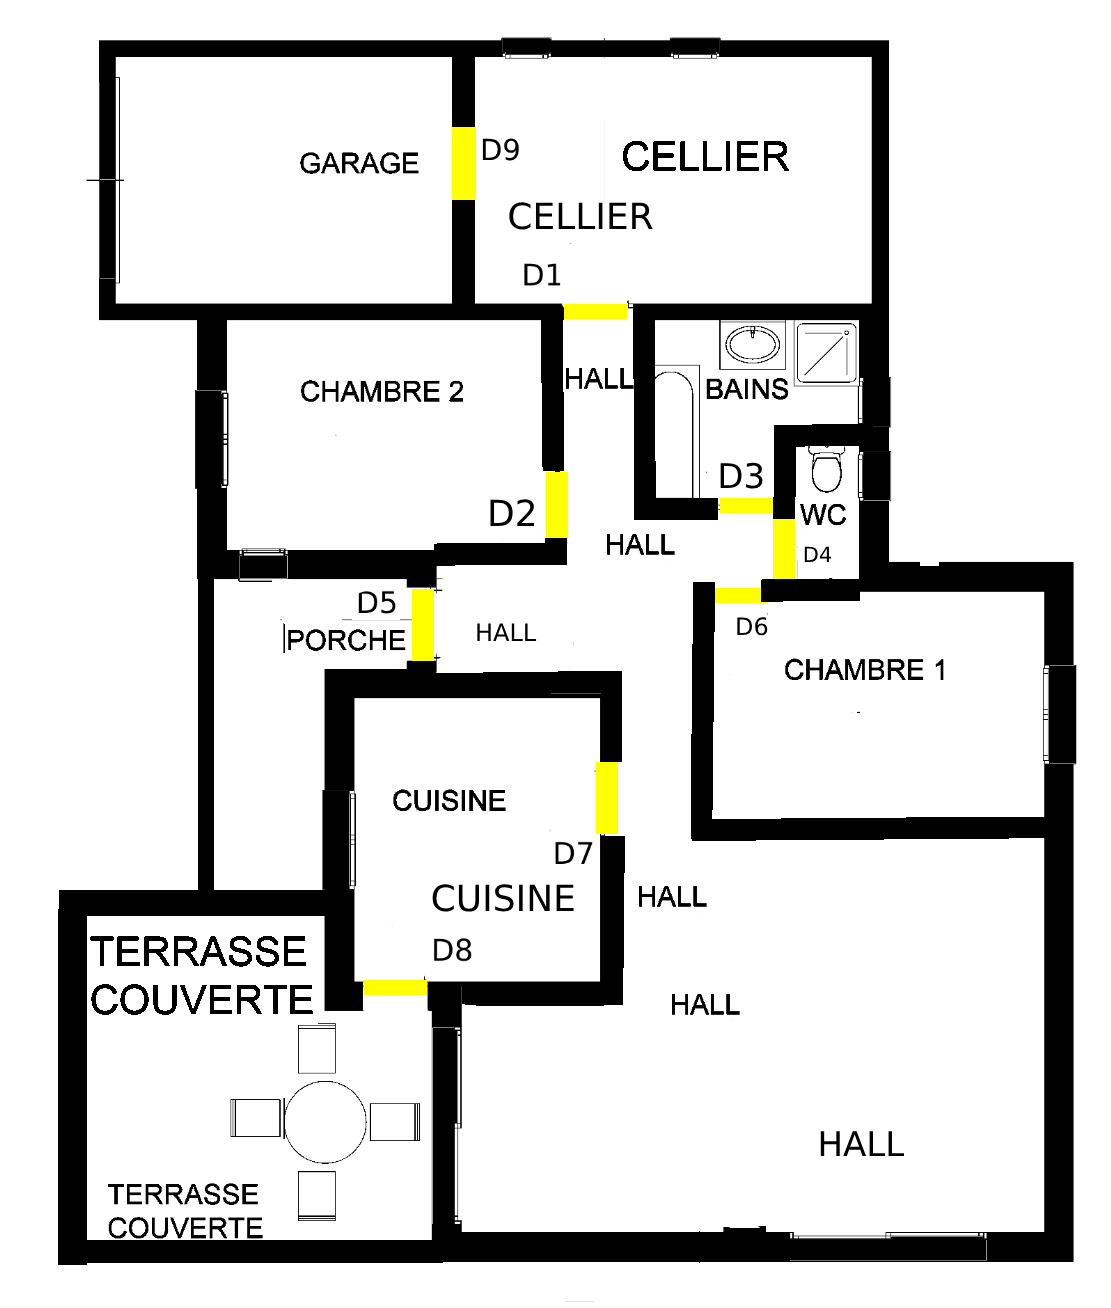 GARAGE
D9
CELLIER
CELLIER
D1
HALL
CHAMBRE 2
BAINS
D3
D2
WC
HALL
D4
D5
PORCHE
HALL
D6
CHAMBRE 1
CUISINE
D7
CUISINE
HALL
D8
TERRASSE
COUVERTE
HALL
HALL
TERRASSE
COUVERTE